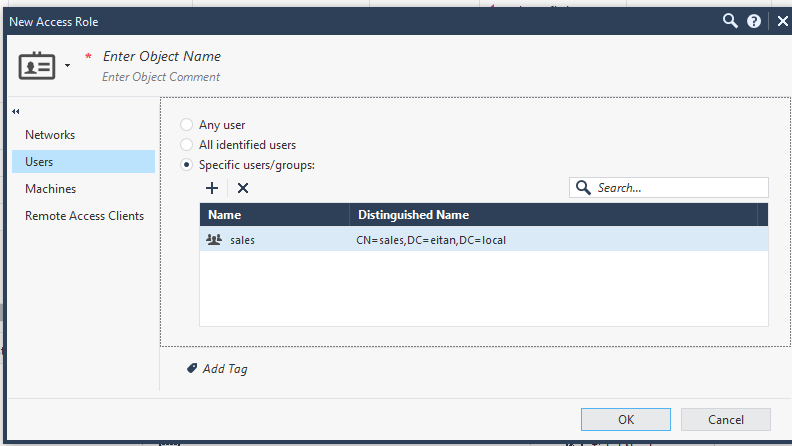 New Access Role
* Enter Object Name
Enter Object Comment
Networks
Users
Machines
Remote Access Clients
Any user
All identified users
Specific users/groups:
Search...
Name Distinguished Name
sales CN=sales,DC=eitan,DC=local
Add Tag
OK Cancel